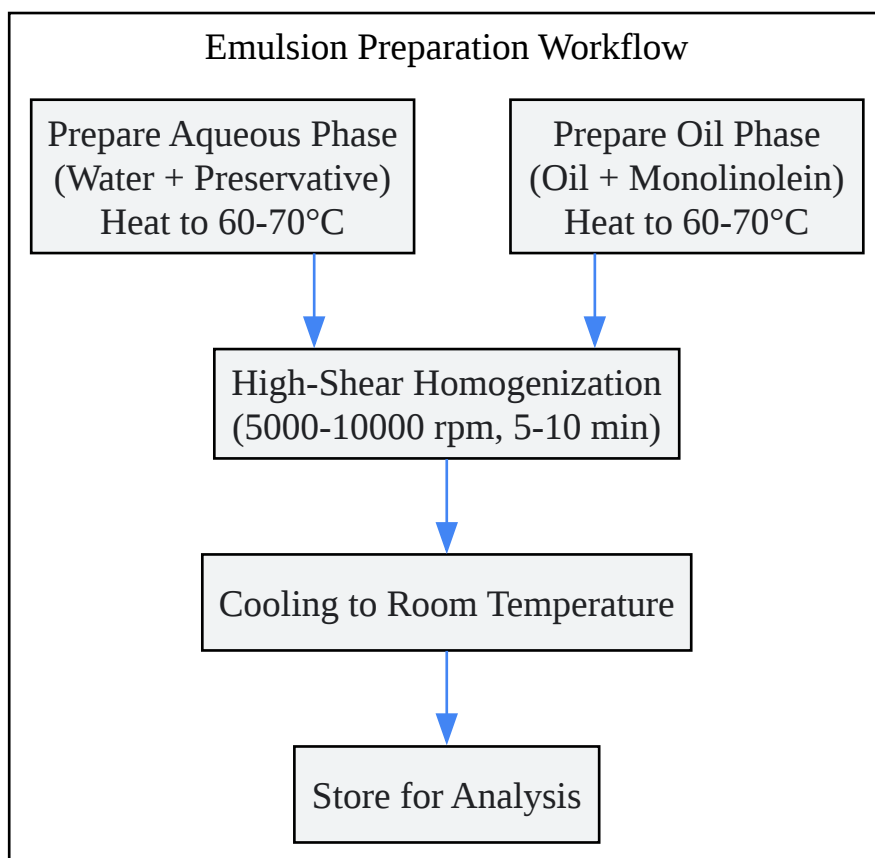 Emulsion Preparation Workflow
Prepare Aqueous Phase
(Water + Preservative)
Heat to 60-70°C
Prepare Oil Phase
(Oil + Monolinolein)
Heat to 60-70°C
High-Shear Homogenization
(5000-10000 rpm, 5-10 min)
Cooling to Room Temperature
Store for Analysis